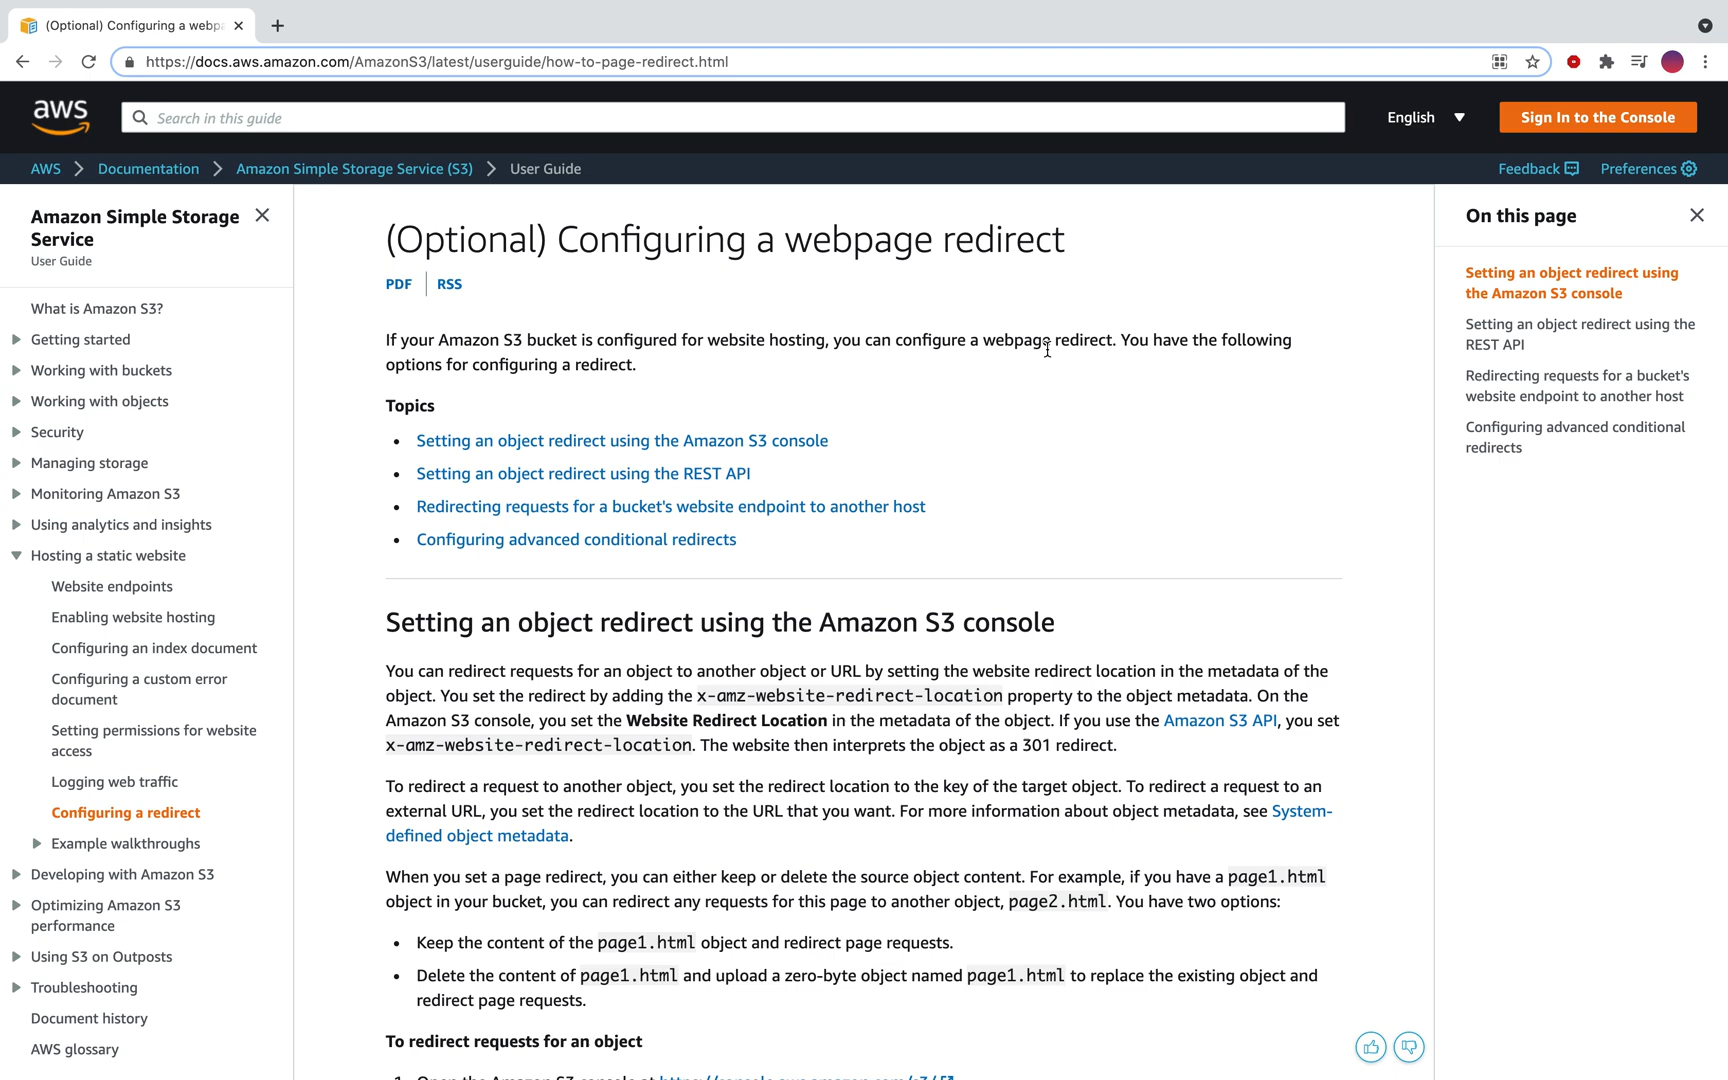 (Optional) Configuring a webpa
https://docs.aws.amazon.com/AmazonS3/latest/userguide/how-to-page-redirect.html
aws
Search in this guide
English
Sign In to the Console
AWS
Documentation
Amazon Simple Storage Service (S3)
User Guide
Feedback
Preferences
Amazon Simple Storage
Service
User Guide
What is Amazon S3?
Getting started
Working with buckets
Working with objects
Security
Managing storage
Monitoring Amazon S3
Using analytics and insights
Hosting a static website
Website endpoints
Enabling website hosting
Configuring an index document
Configuring a custom error
document
Setting permissions for website
access
Logging web traffic
Configuring a redirect
Example walkthroughs
Developing with Amazon S3
Optimizing Amazon S3
performance
Using S3 on Outposts
Troubleshooting
Document history
AWS glossary
(Optional) Configuring a webpage redirect
PDF
RSS
If your Amazon S3 bucket is configured for website hosting, you can configure a webpage redirect. You have the following
options for configuring a redirect.
Topics
• Setting an object redirect using the Amazon S3 console
• Setting an object redirect using the REST API
• Redirecting requests for a bucket's website endpoint to another host
• Configuring advanced conditional redirects
Setting an object redirect using the Amazon S3 console
You can redirect requests for an object to another object or URL by setting the website redirect location in the metadata of the
object. You set the redirect by adding the x-amz-website-redirect-location property to the object metadata. On the
Amazon S3 console, you set the Website Redirect Location in the metadata of the object. If you use the Amazon S3 API, you set
x-amz-website-redirect-location. The website then interprets the object as a 301 redirect.
To redirect a request to another object, you set the redirect location to the key of the target object. To redirect a request to an
external URL, you set the redirect location to the URL that you want. For more information about object metadata, see System-
defined object metadata.
When you set a page redirect, you can either keep or delete the source object content. For example, if you have a page1.html
object in your bucket, you can redirect any requests for this page to another object, page2.html. You have two options:
• Keep the content of the page1.html object and redirect page requests.
• Delete the content of page1.html and upload a zero-byte object named page1.html to replace the existing object and
redirect page requests.
To redirect requests for an object
1. Open the Amazon S3 console at https://console.aws.amazon.com/s3/
On this page
Setting an object redirect using
the Amazon S3 console
Setting an object redirect using the
REST API
Redirecting requests for a bucket's
website endpoint to another host
Configuring advanced conditional
redirects